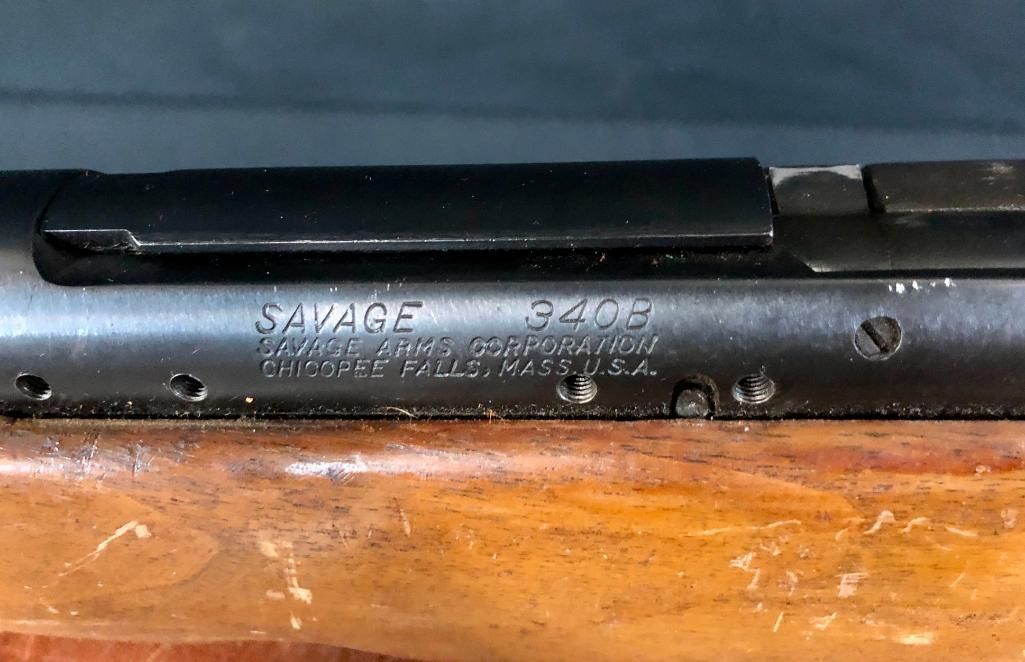 SAVAGE 340B
SAVAGE ARMS CORPORATION
CHICOPEE FALLS, MASS. U.S.A.